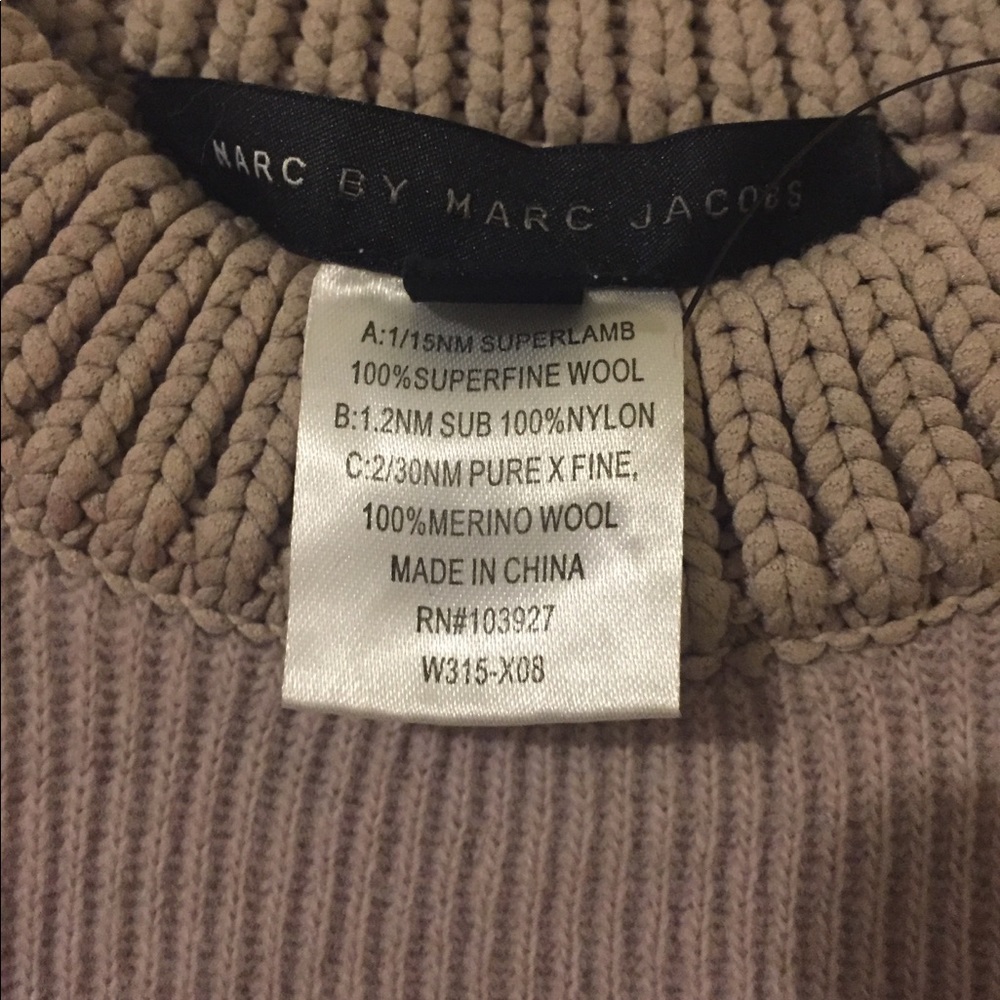 MARC BY MARC JACOBS
A:1/15NM SUPERLAMB
100%SUPERFINE WOOL
B:1.2NM SUB 100%NYLON
C:2/30NM PURE X FINE,
100%MERINO WOOL
MADE IN CHINA
RN#103927
W315-X08